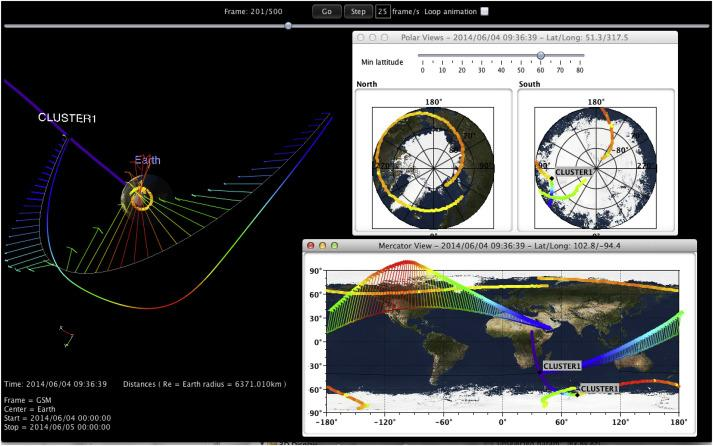 Frame: 201/500 Go Step 25 frame/s Loop animation
Polar Views – 2014/06/04 09:36:39 – Lat/Long: 51.3/317.5
Min lattitude
0 10 20 30 40 50 60 70 80
North South
180° 180°
70°
-70°
-80°
270° 90° 270° 90°
CLUSTER1
0° 0°
CLUSTER1
Earth
Mercator View – 2014/06/04 09:36:39 – Lat/Long: 102.8/–94.4
90°
60°
30°
0°
30°
60°
90°
CLUSTER1
CLUSTER1
−180° −120° −60° 0° 60° 120° 180°
X
Time: 2014/06/04 09:36:39 Distances ( Re = Earth radius = 6371.010km )
Frame = GSM
Center = Earth
Start = 2014/06/04 00:00:00
Stop = 2014/06/05 00:00:00